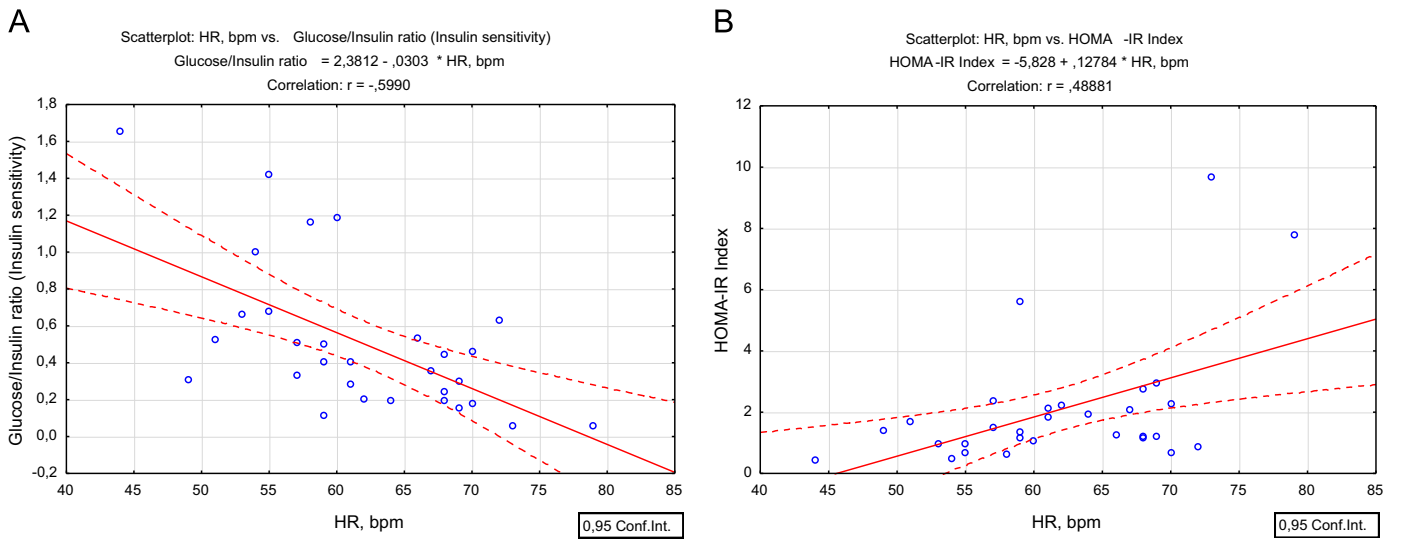 A
Scatterplot: HR, bpm vs. Glucose/Insulin ratio (Insulin sensitivity)
Glucose/Insulin ratio = 2,3812 - ,0303 * HR, bpm
Correlation: r = -,5990
Glucose/Insulin ratio (Insulin sensitivity)
1,8
1,6
1,4
1,2
1,0
0,8
0,6
0,4
0,2
0,0
-0,2
40 45 50 55 60 65 70 75 80 85
HR, bpm
0,95 Conf.Int.
B
Scatterplot: HR, bpm vs. HOMA -IR Index
HOMA-IR Index = -5,828 + ,12784 * HR, bpm
Correlation: r = ,48881
HOMA-IR Index
12
10
8
6
4
2
0
40 45 50 55 60 65 70 75 80 85
HR, bpm
0,95 Conf.Int.